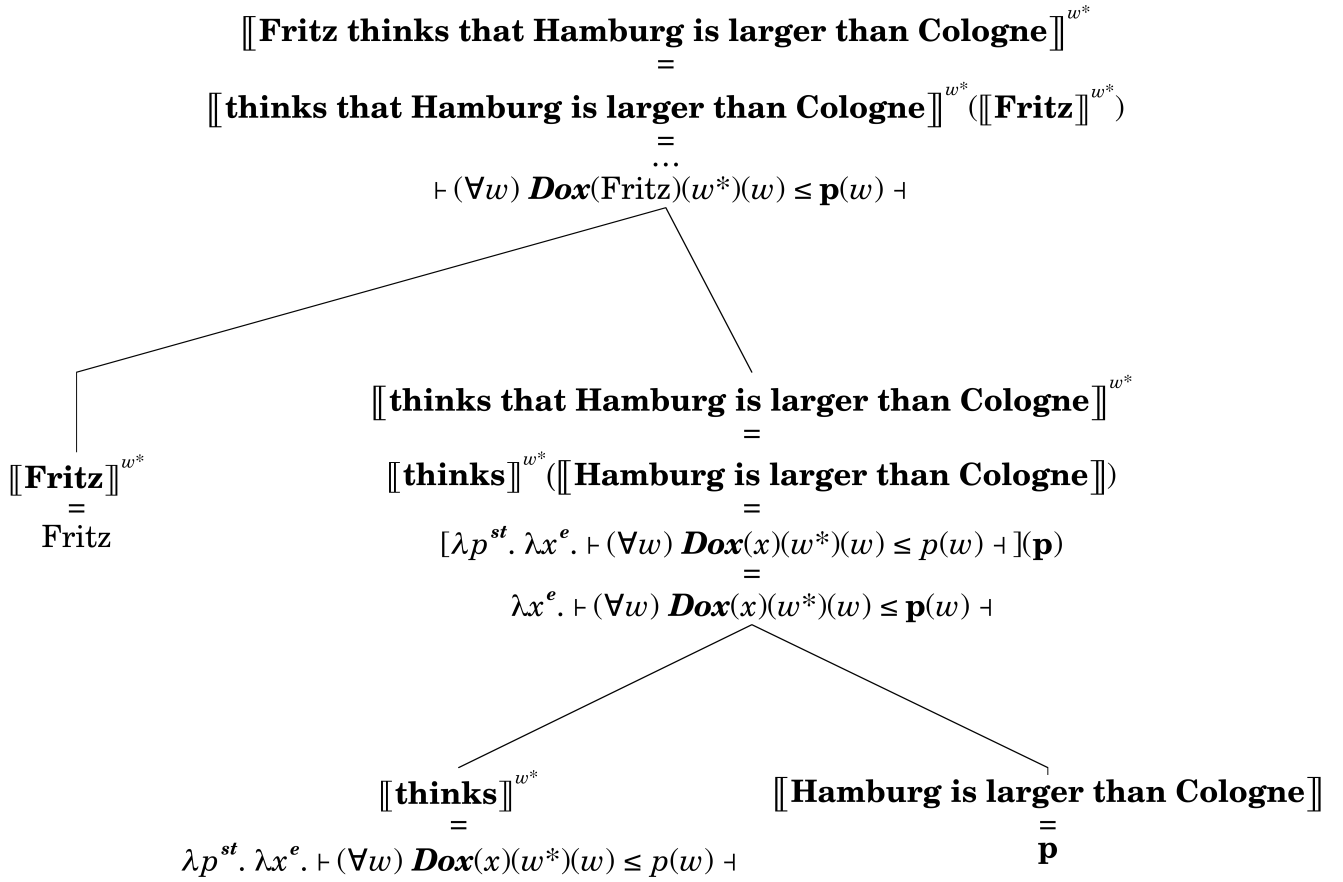 ⟦Fritz thinks that Hamburg is larger than Cologne⟧^w*
=
⟦thinks that Hamburg is larger than Cologne⟧^w*(⟦Fritz⟧^w*)
=
…
⊢ (∀w) Dox(Fritz)(w*)(w) ≤ p(w) ⊣
⟦thinks that Hamburg is larger than Cologne⟧^w*
=
⟦thinks⟧^w*(⟦Hamburg is larger than Cologne⟧)
=
[λp^st. λx^e. ⊢ (∀w) Dox(x)(w*)(w) ≤ p(w) ⊣ ](p)
=
λx^e. ⊢ (∀w) Dox(x)(w*)(w) ≤ p(w) ⊣
⟦Fritz⟧^w*
=
Fritz
⟦thinks⟧^w*
=
λp^st. λx^e. ⊢ (∀w) Dox(x)(w*)(w) ≤ p(w) ⊣
⟦Hamburg is larger than Cologne⟧
=
p